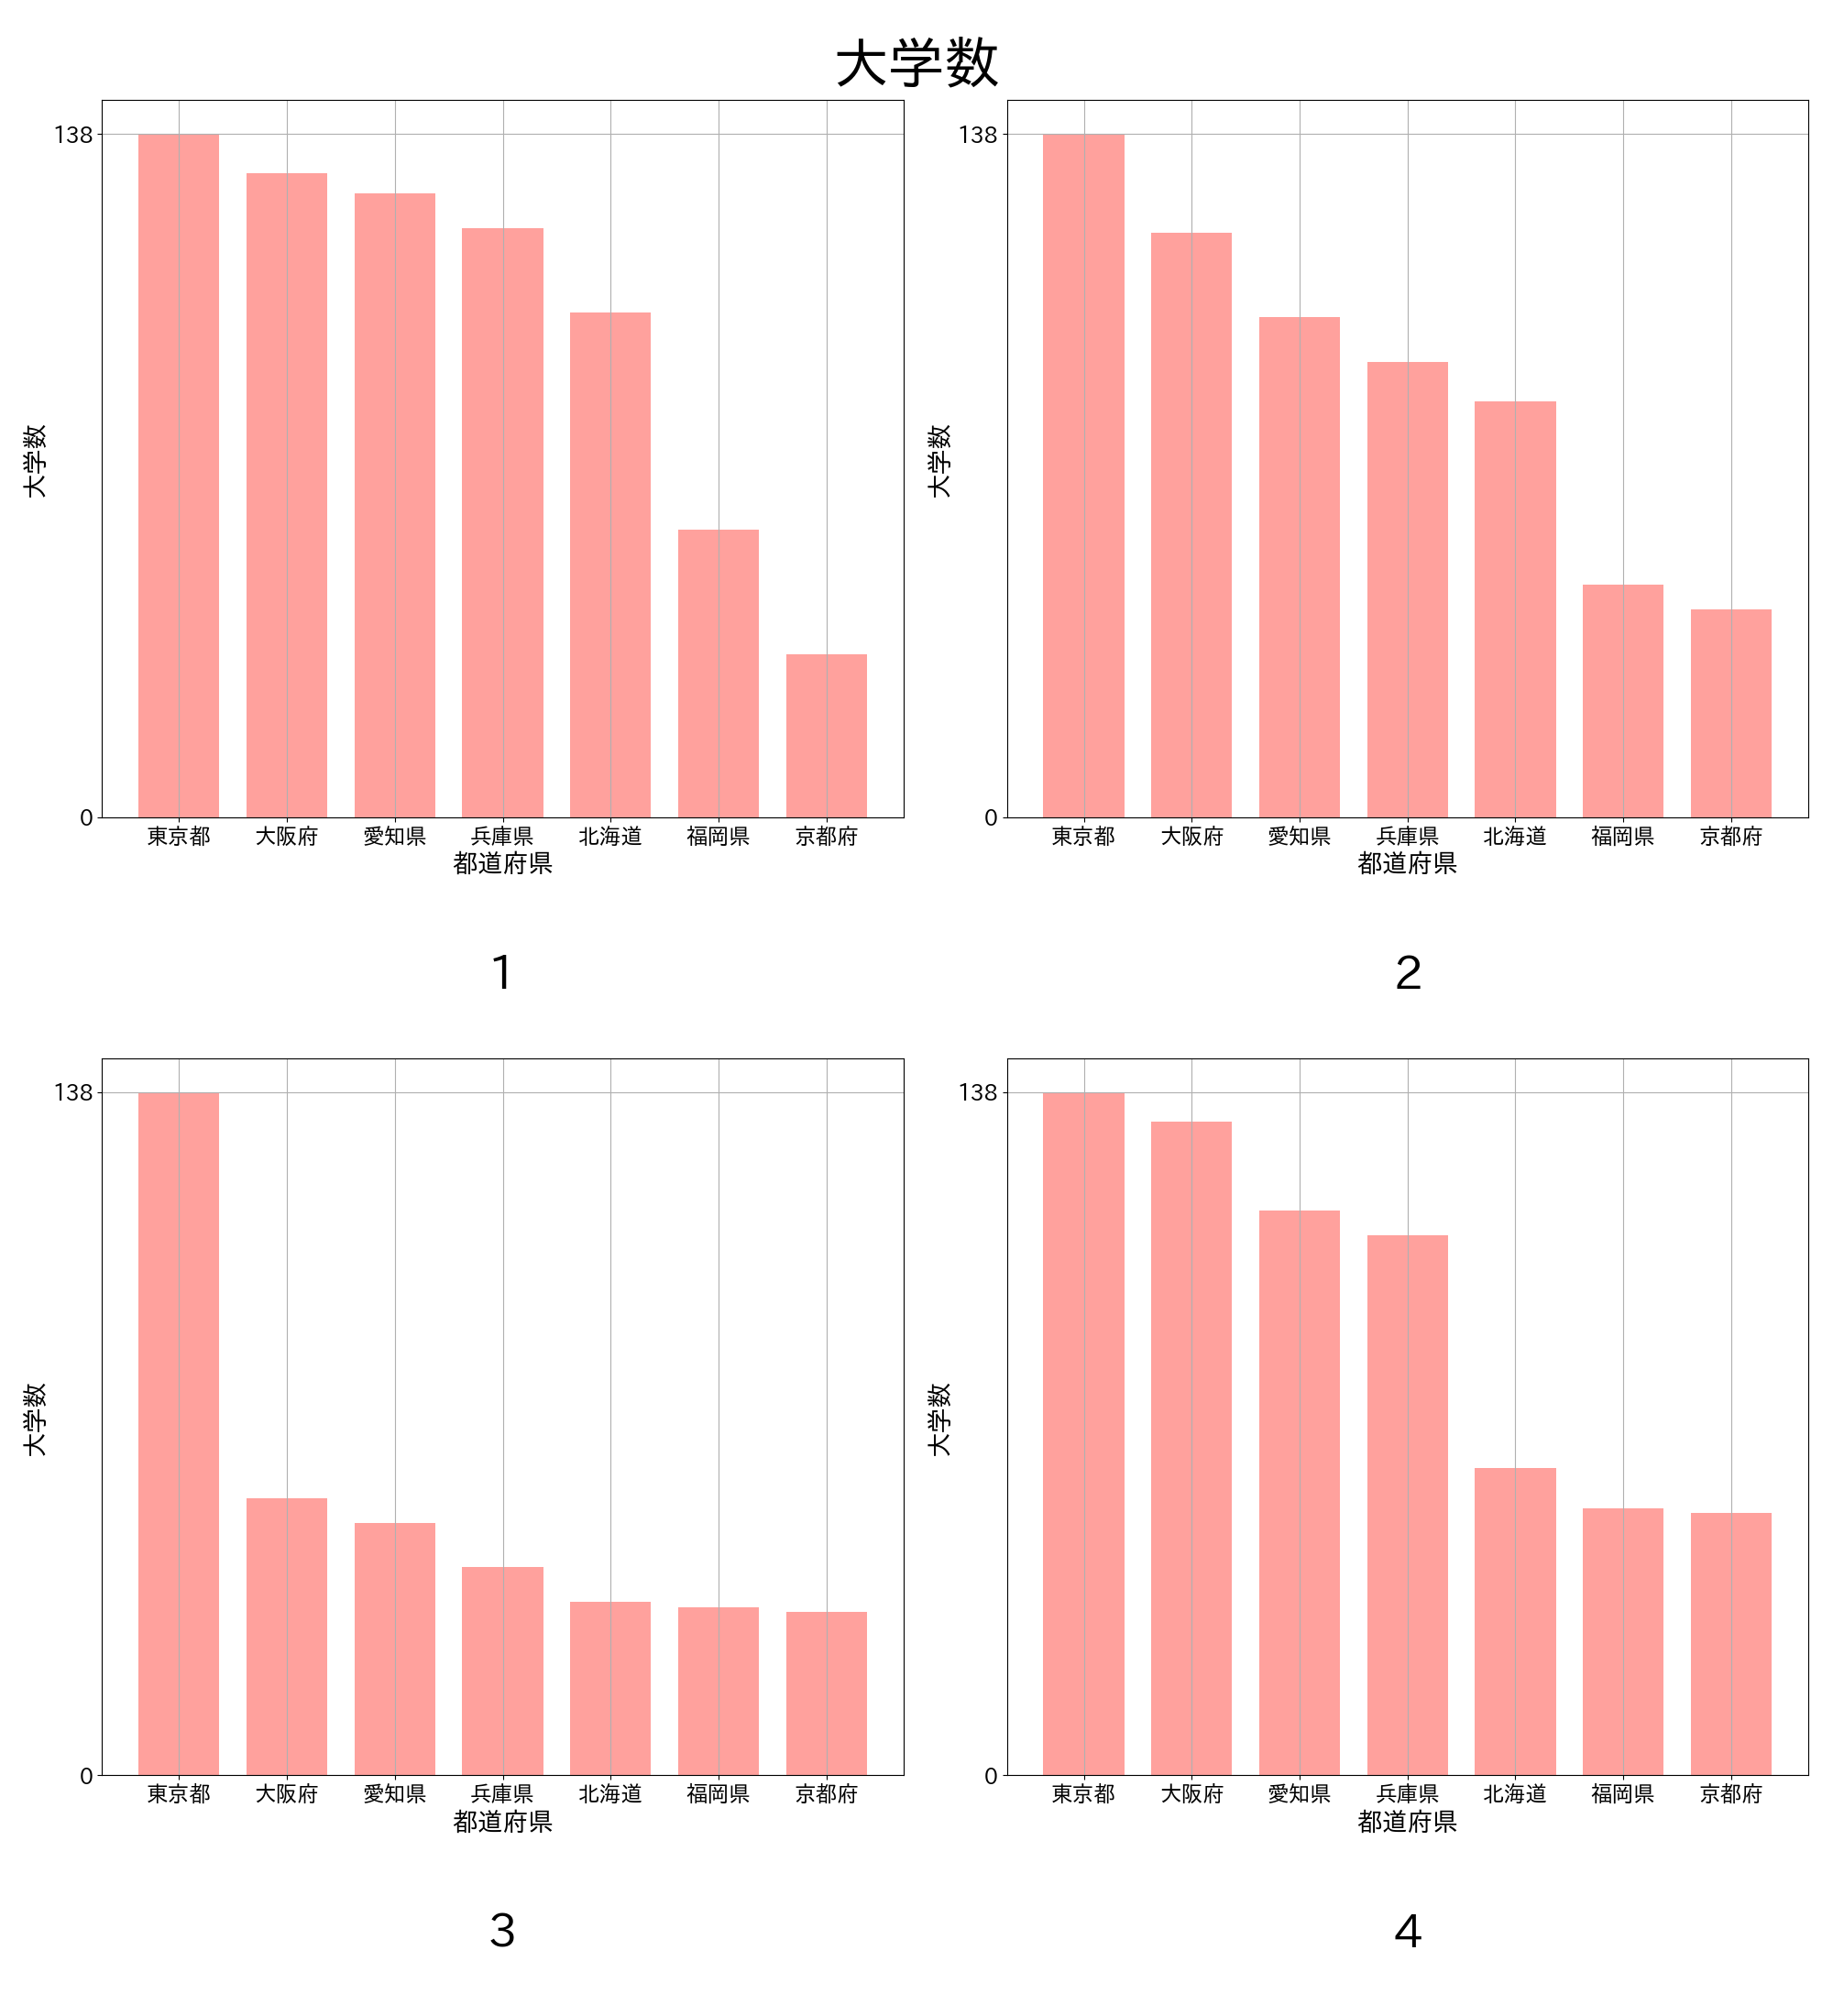 大学数
138
0
大学数
東京都 大阪府 愛知県 兵庫県 北海道 福岡県 京都府
都道府県
1
138
0
大学数
東京都 大阪府 愛知県 兵庫県 北海道 福岡県 京都府
都道府県
2
138
0
大学数
東京都 大阪府 愛知県 兵庫県 北海道 福岡県 京都府
都道府県
3
138
0
大学数
東京都 大阪府 愛知県 兵庫県 北海道 福岡県 京都府
都道府県
4